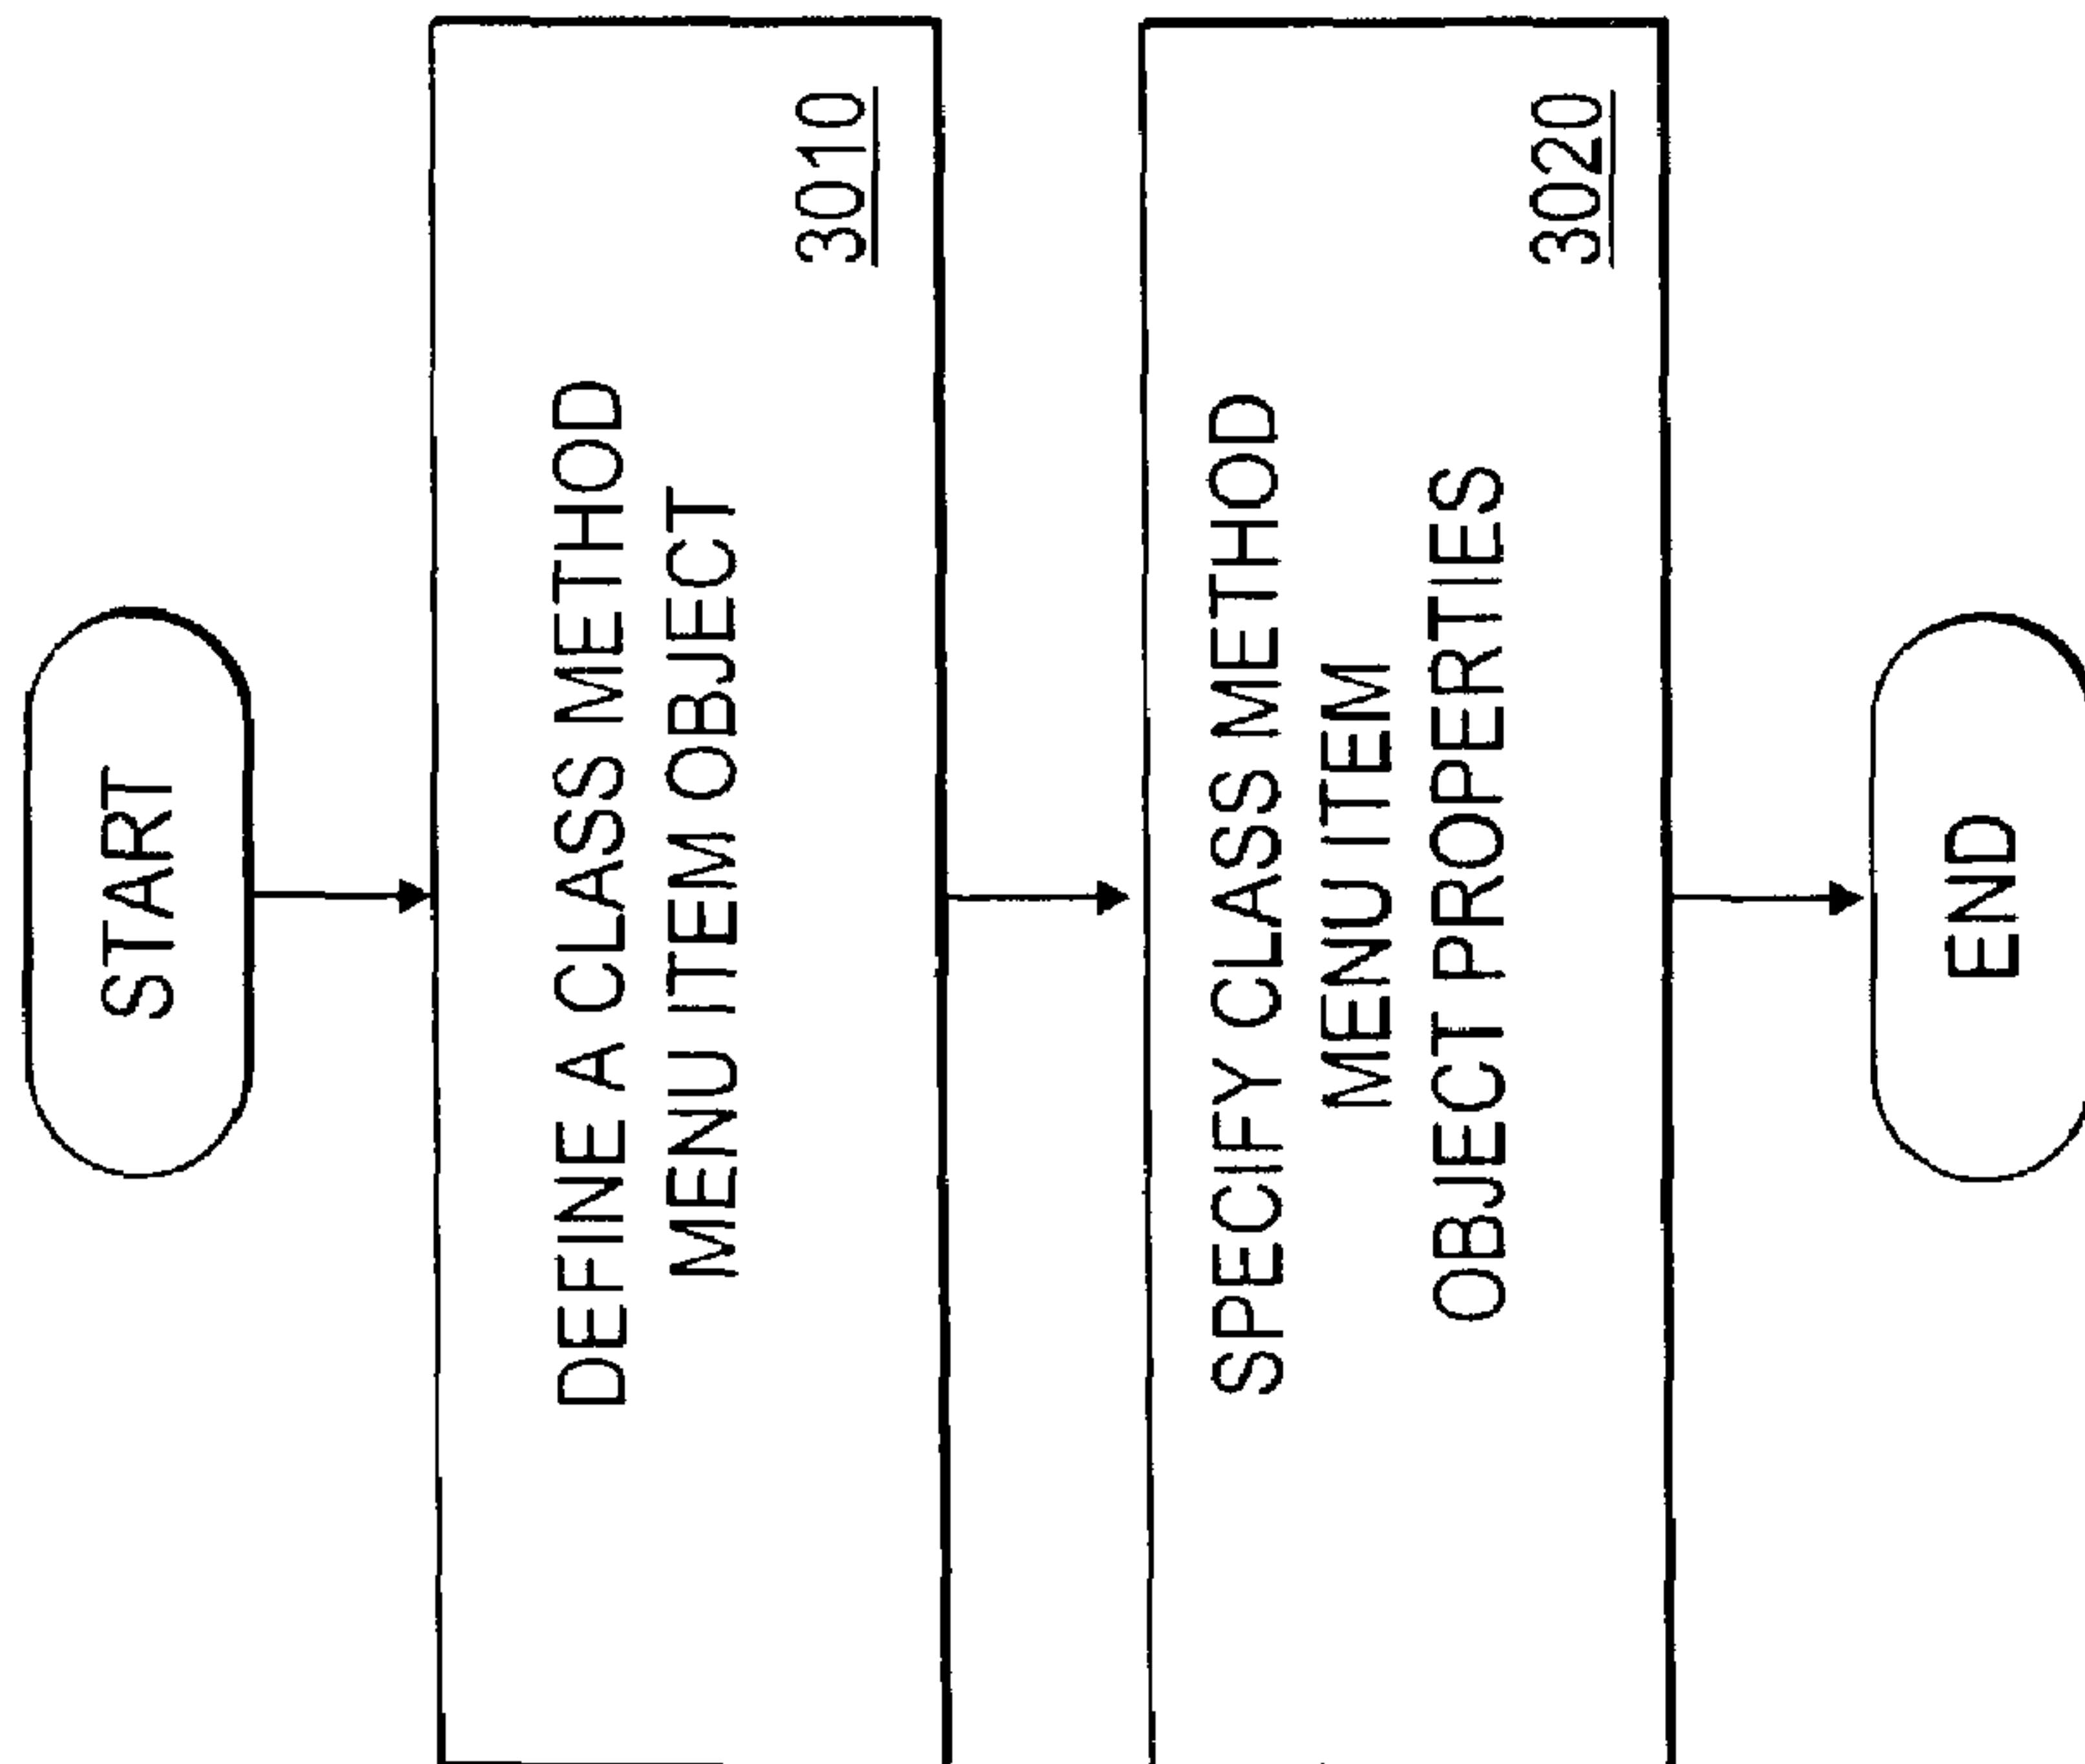 START
DEFINE A CLASS METHOD
MENU ITEM OBJECT
3010
SPECIFY CLASS METHOD
MENU ITEM
OBJECT PROPERTIES
3020
END